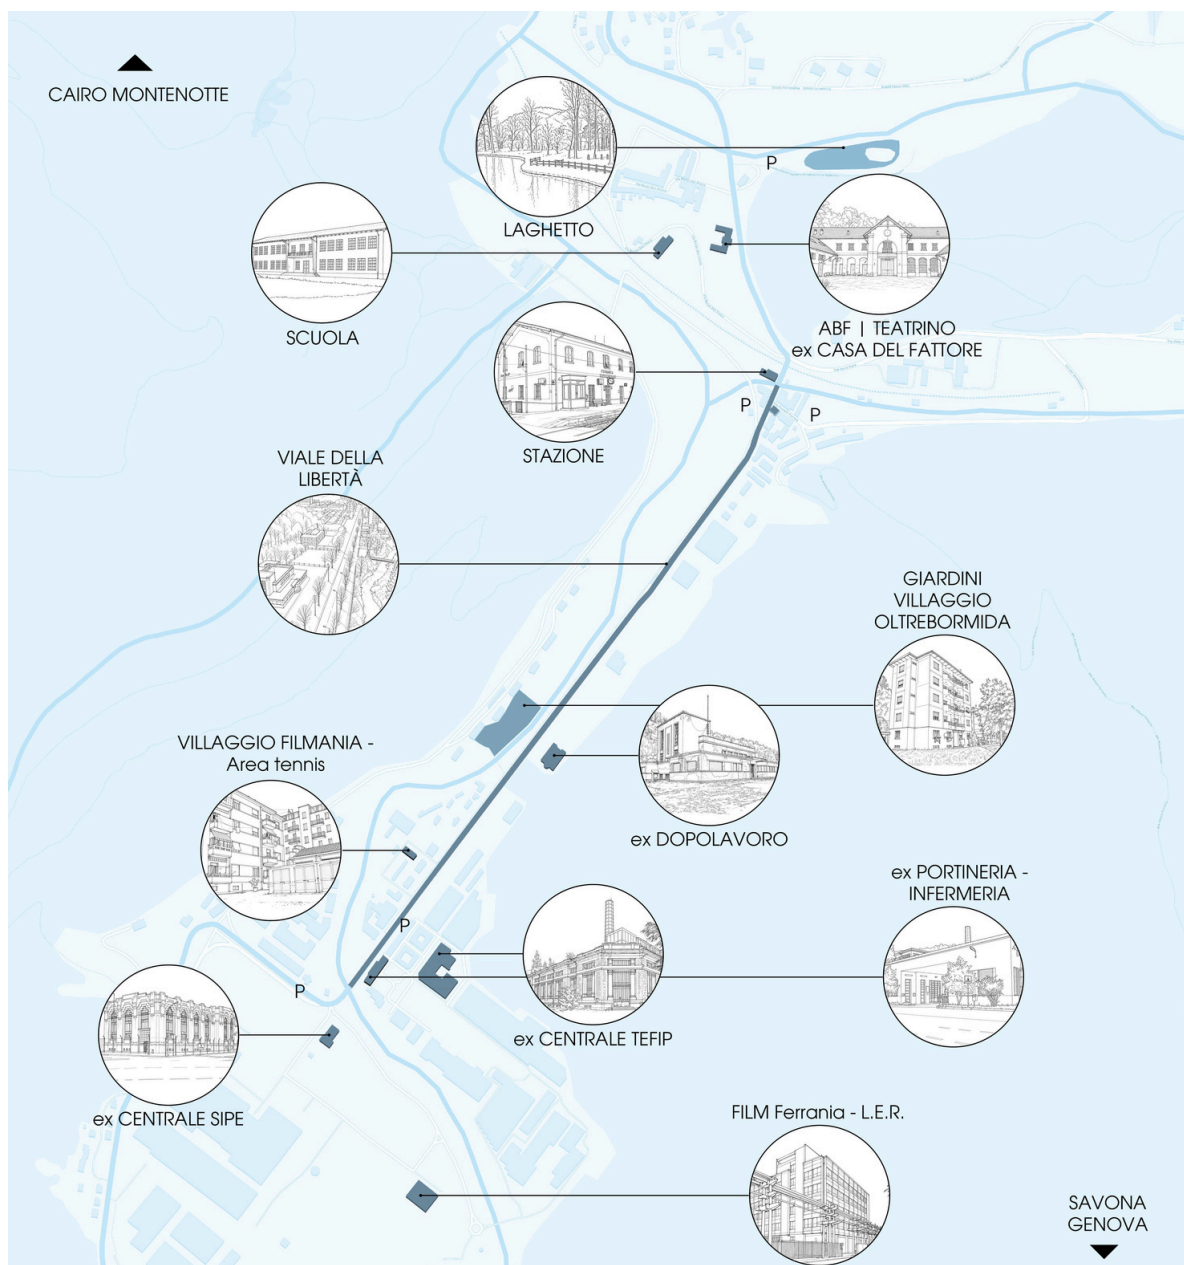 CAIRO MONTENOTTE
LAGHETTO
P
SCUOLA
ABF | TEATRINO
ex CASA DEL FATTORE
STAZIONE
P
P
VIALE DELLA
LIBERTÀ
GIARDINI
VILLAGGIO
OLTREBORMIDA
VILLAGGIO FILMANIA -
Area tennis
ex DOPOLAVORO
ex PORTINERIA -
INFERMERIA
P
P
ex CENTRALE TEFIP
ex CENTRALE SIPE
FILM Ferrania - L.E.R.
SAVONA
GENOVA